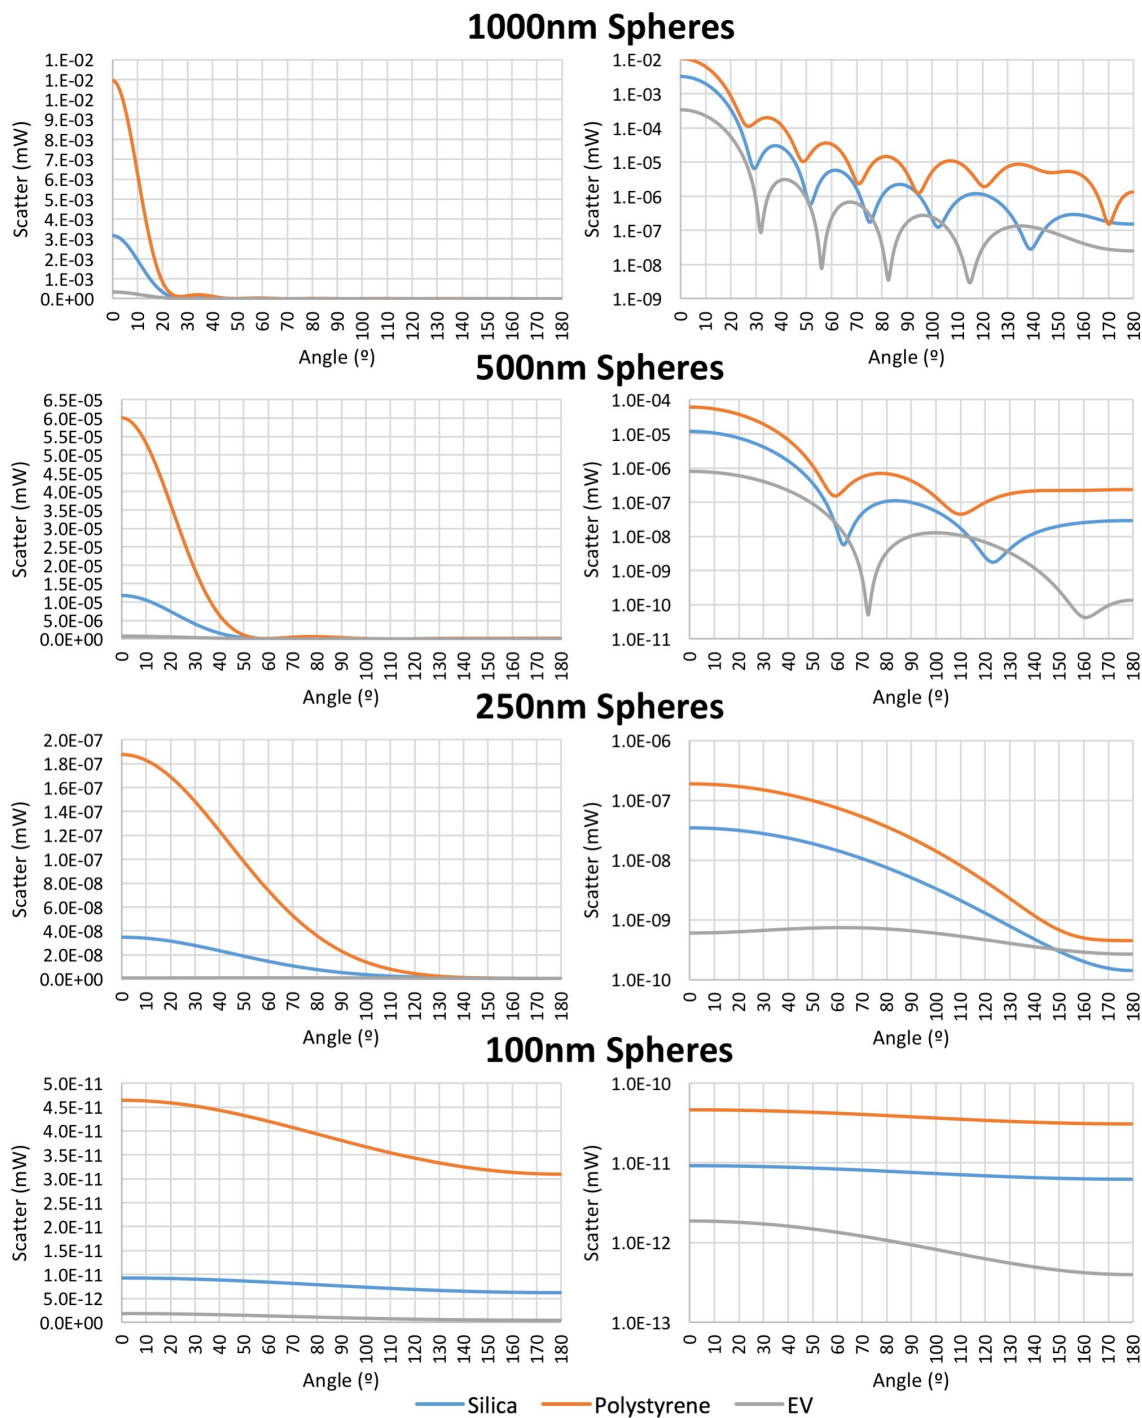 1000nm Spheres
1.E-02
1.E-02
1.E-02
9.E-03
8.E-03
7.E-03
6.E-03
5.E-03
4.E-03
3.E-03
2.E-03
1.E-03
0.E+00
Scatter (mW)
0 10 20 30 40 50 60 70 80 90 100 110 120 130 140 150 160 170 180
Angle (º)
1.E-02
1.E-03
1.E-04
1.E-05
1.E-06
1.E-07
1.E-08
1.E-09
Scatter (mW)
0 10 20 30 40 50 60 70 80 90 100 110 120 130 140 150 160 170 180
Angle (º)
500nm Spheres
6.5E-05
6.0E-05
5.5E-05
5.0E-05
4.5E-05
4.0E-05
3.5E-05
3.0E-05
2.5E-05
2.0E-05
1.5E-05
1.0E-05
5.0E-06
0.0E+00
Scatter (mW)
0 10 20 30 40 50 60 70 80 90 100 110 120 130 140 150 160 170 180
Angle (º)
1.0E-04
1.0E-05
1.0E-06
1.0E-07
1.0E-08
1.0E-09
1.0E-10
1.0E-11
Scatter (mW)
0 10 20 30 40 50 60 70 80 90 100 110 120 130 140 150 160 170 180
Angle (º)
250nm Spheres
2.0E-07
1.8E-07
1.6E-07
1.4E-07
1.2E-07
1.0E-07
8.0E-08
6.0E-08
4.0E-08
2.0E-08
0.0E+00
Scatter (mW)
0 10 20 30 40 50 60 70 80 90 100 110 120 130 140 150 160 170 180
Angle (º)
1.0E-06
1.0E-07
1.0E-08
1.0E-09
1.0E-10
Scatter (mW)
0 10 20 30 40 50 60 70 80 90 100 110 120 130 140 150 160 170 180
Angle (º)
100nm Spheres
5.0E-11
4.5E-11
4.0E-11
3.5E-11
3.0E-11
2.5E-11
2.0E-11
1.5E-11
1.0E-11
5.0E-12
0.0E+00
Scatter (mW)
0 10 20 30 40 50 60 70 80 90 100 110 120 130 140 150 160 170 180
Angle (º)
1.0E-10
1.0E-11
1.0E-12
1.0E-13
Scatter (mW)
0 10 20 30 40 50 60 70 80 90 100 110 120 130 140 150 160 170 180
Angle (º)
Silica Polystyrene EV